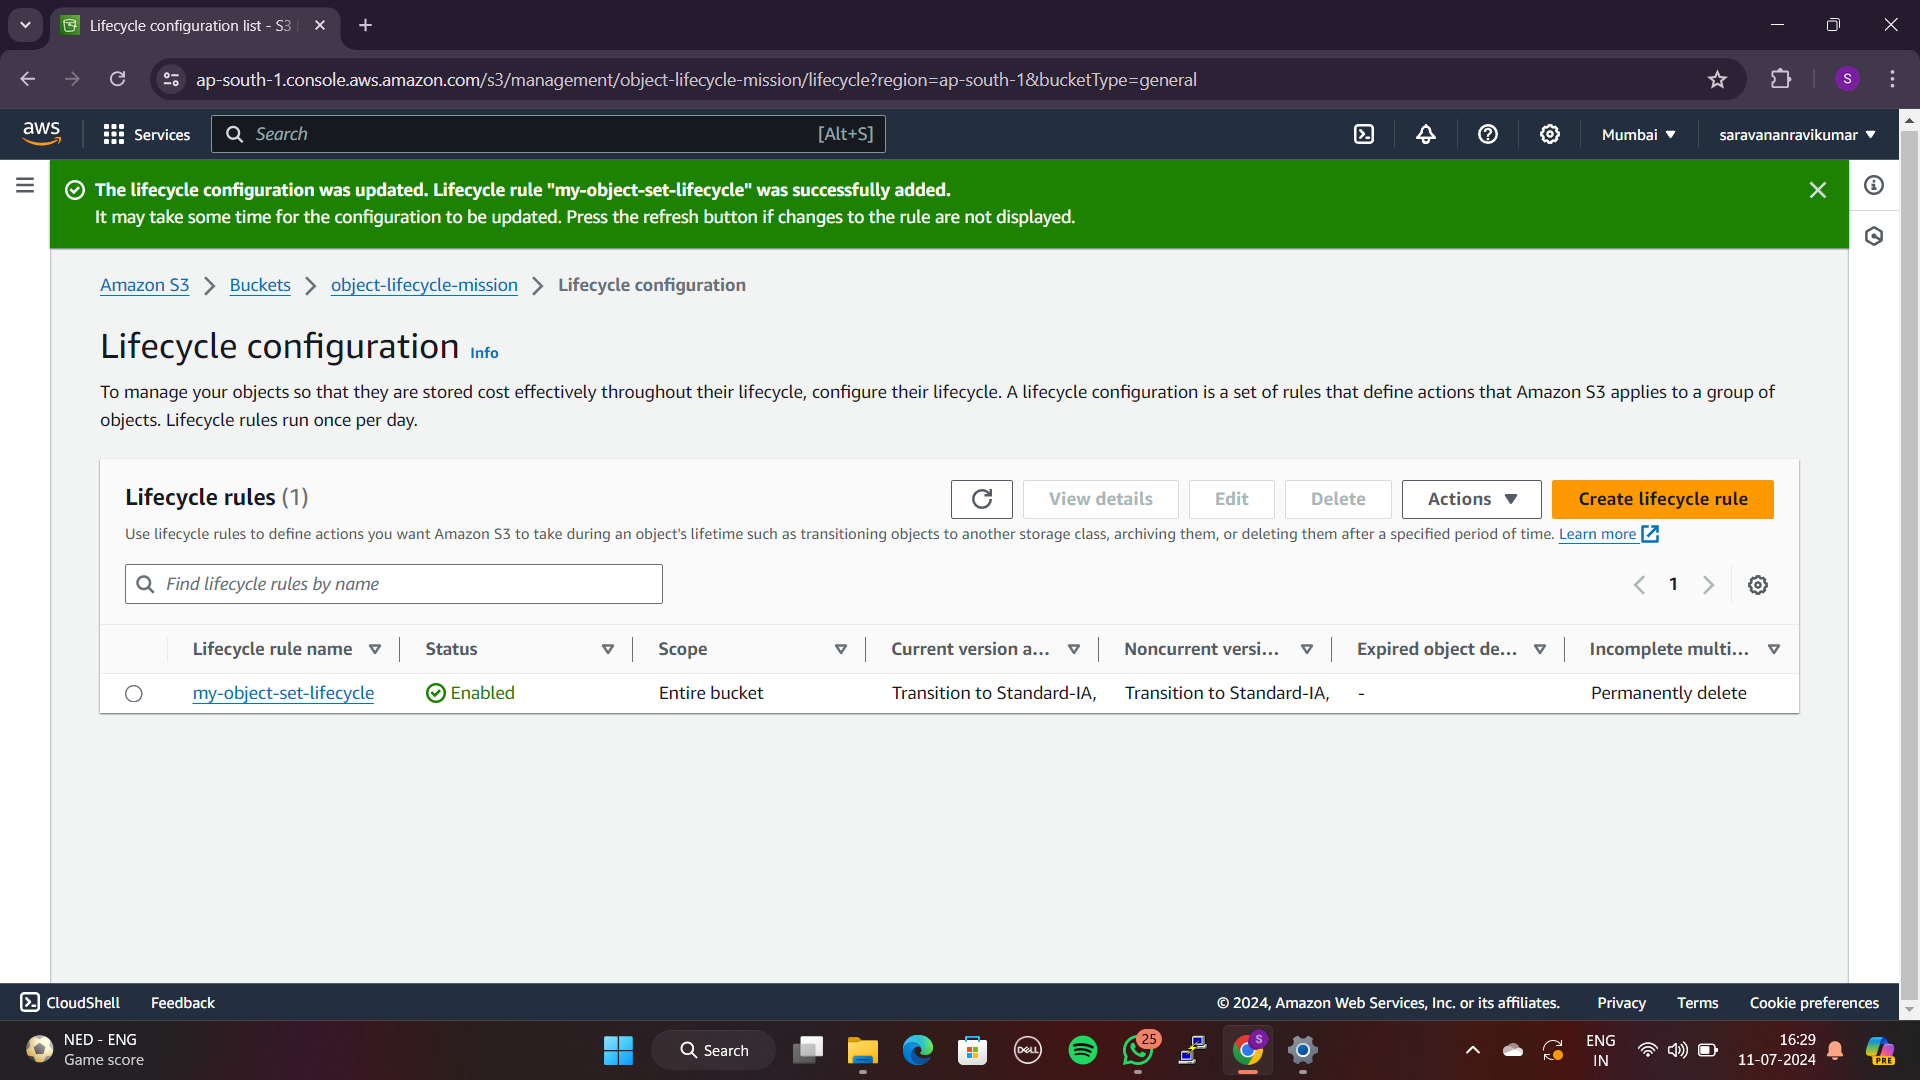 Lifecycle configuration list - S3
ap-south-1.console.aws.amazon.com/s3/management/object-lifecycle-mission/lifecycle?region=ap-south-1&bucketType=general
S
aws
Services
Search
[Alt+S]
Mumbai
saravananravikumar
The lifecycle configuration was updated. Lifecycle rule "my-object-set-lifecycle" was successfully added.
It may take some time for the configuration to be updated. Press the refresh button if changes to the rule are not displayed.
Amazon S3 > Buckets > object-lifecycle-mission > Lifecycle configuration
Lifecycle configuration Info
To manage your objects so that they are stored cost effectively throughout their lifecycle, configure their lifecycle. A lifecycle configuration is a set of rules that define actions that Amazon S3 applies to a group of
objects. Lifecycle rules run once per day.
Lifecycle rules (1)
View details
Edit
Delete
Actions
Create lifecycle rule
Use lifecycle rules to define actions you want Amazon S3 to take during an object's lifetime such as transitioning objects to another storage class, archiving them, or deleting them after a specified period of time. Learn more
Find lifecycle rules by name
1
Lifecycle rule name Status Scope Current version a... Noncurrent versi... Expired object de... Incomplete multi...
my-object-set-lifecycle Enabled Entire bucket Transition to Standard-IA, Transition to Standard-IA, - Permanently delete
CloudShell Feedback © 2024, Amazon Web Services, Inc. or its affiliates. Privacy Terms Cookie preferences
NED - ENG
Game score
Search
DELL
25
S
ENG
IN
16:29
11-07-2024
PRE